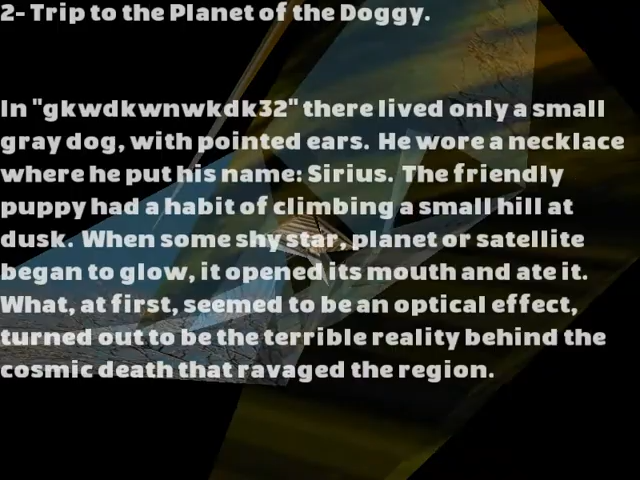 2- Trip to the Planet of the Doggy.
In "gkwdkwnwkdk32" there lived only a small
gray dog, with pointed ears. He wore a necklace
where he put his name: Sirius. The friendly
puppy had a habit of climbing a small hill at
dusk. When some shy star, planet or satellite
began to glow, it opened its mouth and ate it.
What, at first, seemed to be an optical effect,
turned out to be the terrible reality behind the
cosmic death that ravaged the region.